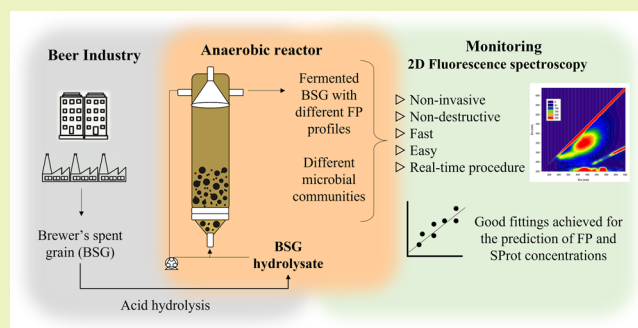 Beer Industry
Brewer's spent
grain (BSG)
Acid hydrolysis
Anaerobic reactor
Fermented
BSG with
different FP
profiles
Different
microbial
communities
BSG
hydrolysate
Monitoring
2D Fluorescence spectroscopy
Non-invasive
Non-destructive
Fast
Easy
Real-time procedure
Good fittings achieved for
the prediction of FP and
SProt concentrations